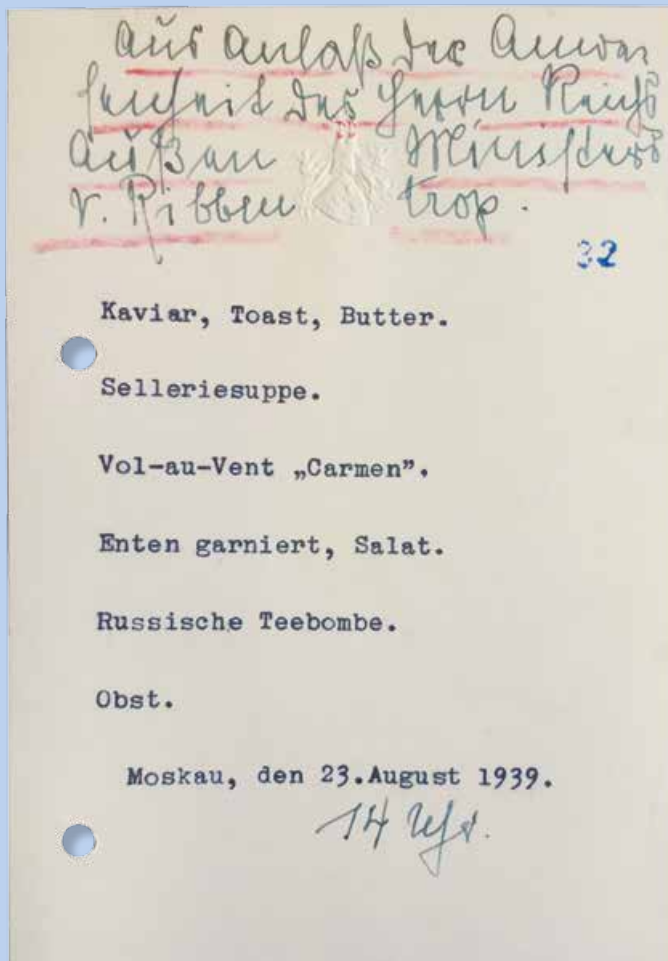 Aus Anlaß der Anwe
senheit des Herrn Reichs
Außen Ministers
v. Ribben trop.
32
Kaviar, Toast, Butter.
Selleriesuppe.
Vol-au-Vent „Carmen”.
Enten garniert, Salat.
Russische Teebombe.
Obst.
Moskau, den 23.August 1939.
14 Uhr.